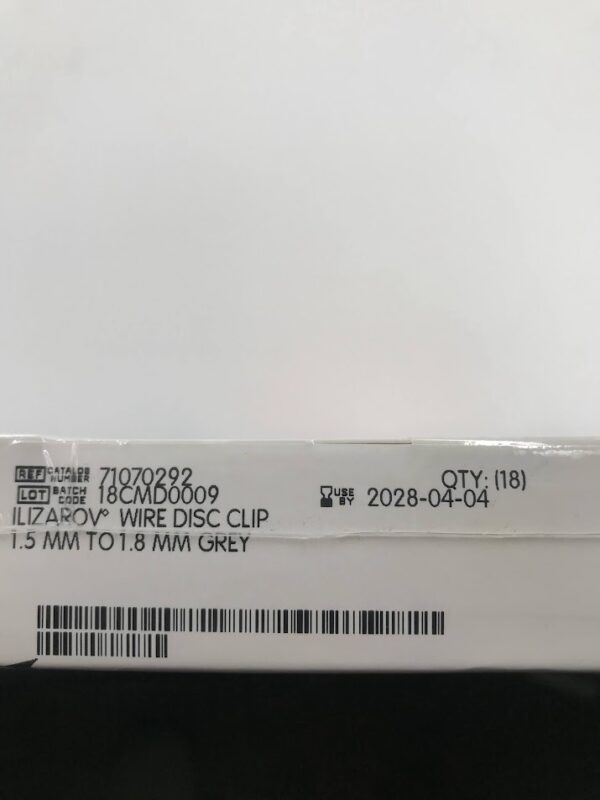 REF CATALOG NUMBER 71070292
QTY: (18)
LOT BATCH CODE 18CMD0009
USE BY 2028-04-04
ILIZAROV° WIRE DISC CLIP
1.5 MM TO 1.8 MM GREY